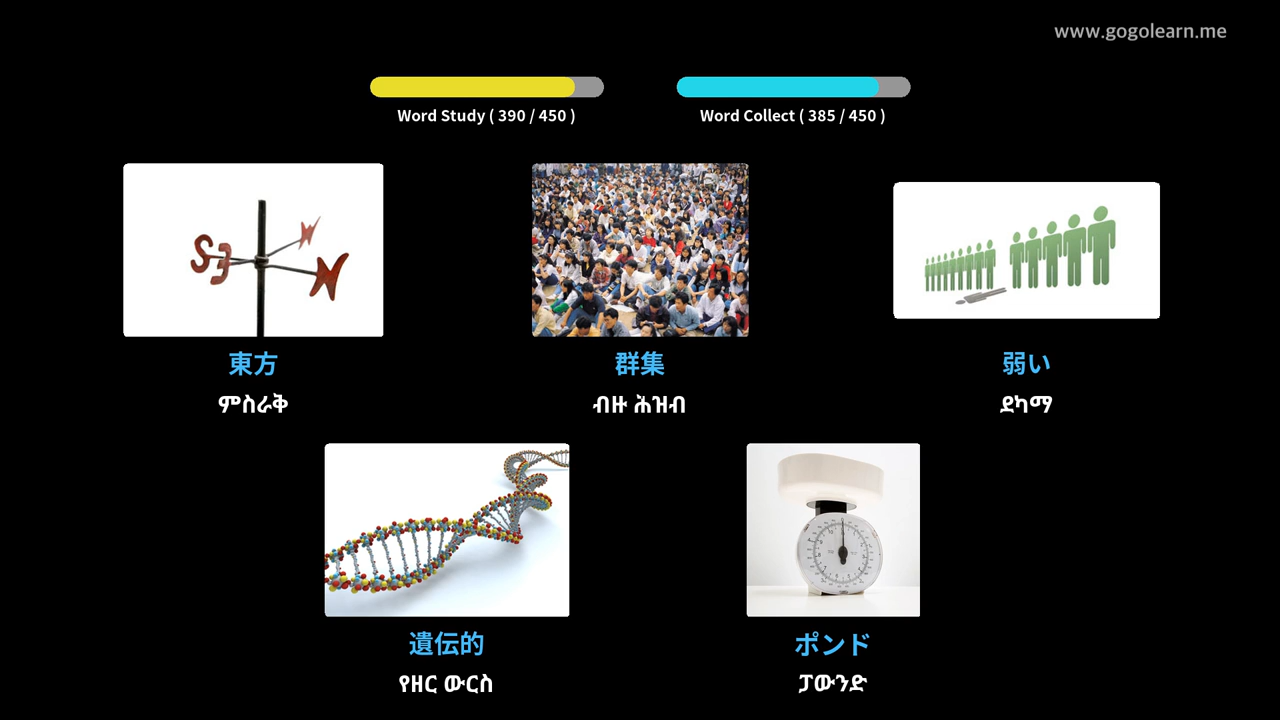 www.gogolearn.me
Word Study ( 390 / 450 )
Word Collect ( 385 / 450 )
東方
ምስራቅ
群集
ብዙ ሕዝብ
弱い
ደካማ
遺伝的
የዘር ውርስ
ポンド
ፓውንድ